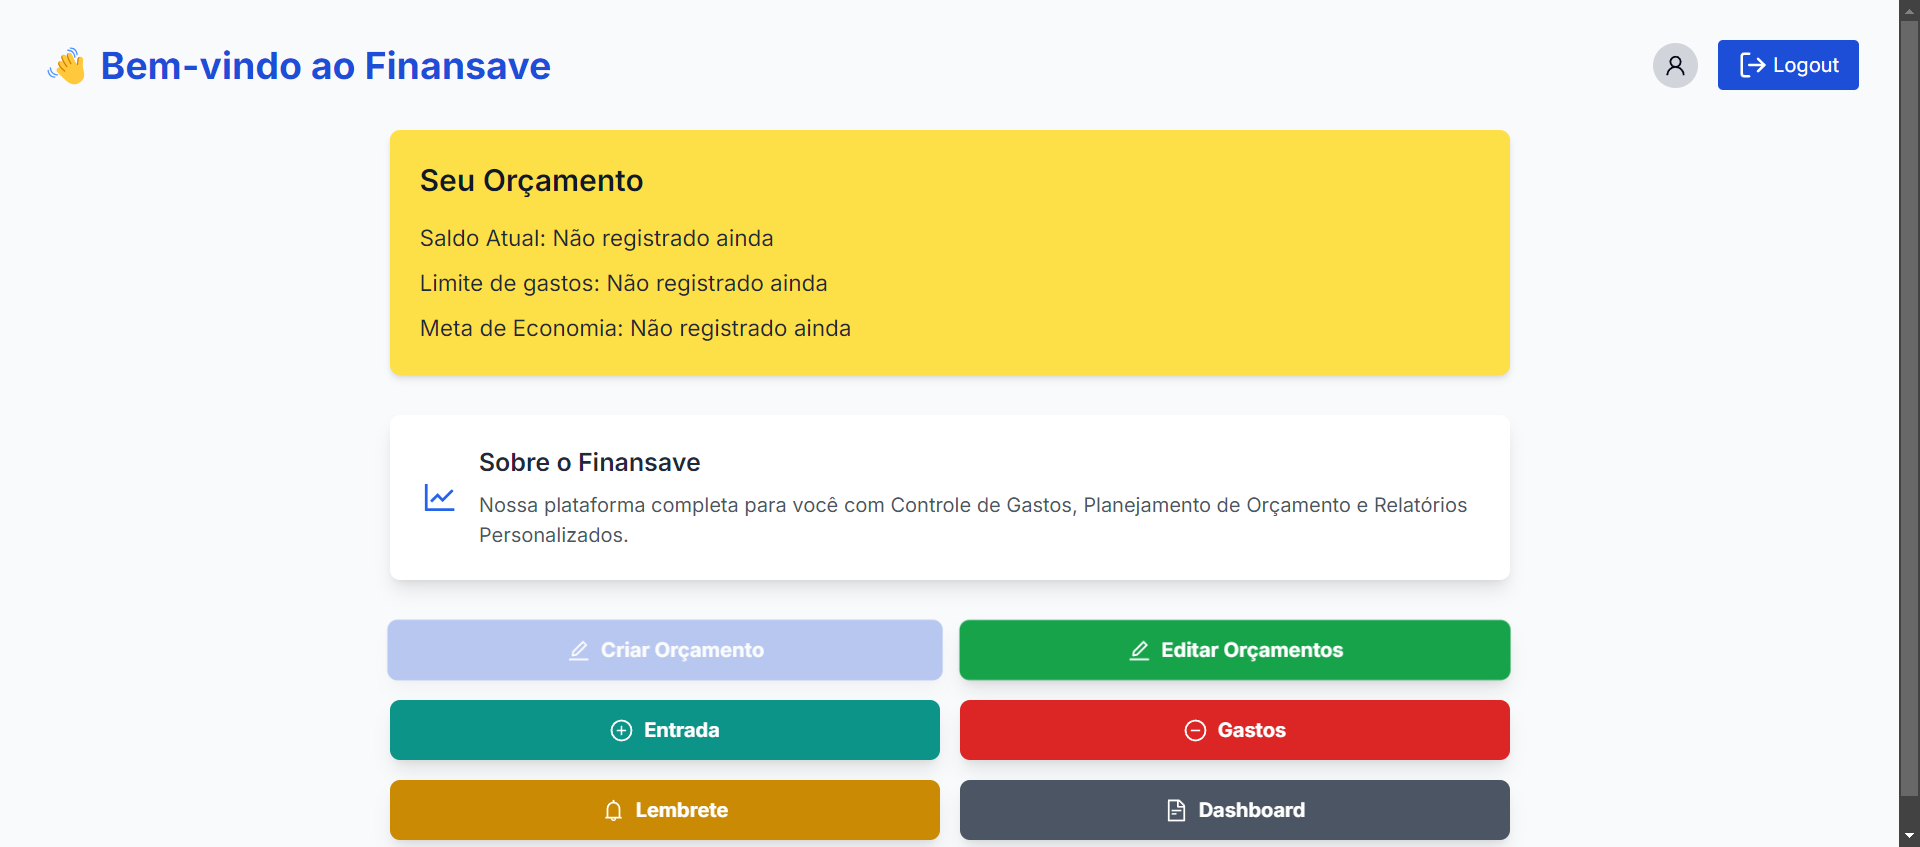 👋 Bem-vindo ao Finansave
Logout
Seu Orçamento
Saldo Atual: Não registrado ainda
Limite de gastos: Não registrado ainda
Meta de Economia: Não registrado ainda
Sobre o Finansave
Nossa plataforma completa para você com Controle de Gastos, Planejamento de Orçamento e Relatórios
Personalizados.
Criar Orçamento
Editar Orçamentos
Entrada
Gastos
Lembrete
Dashboard